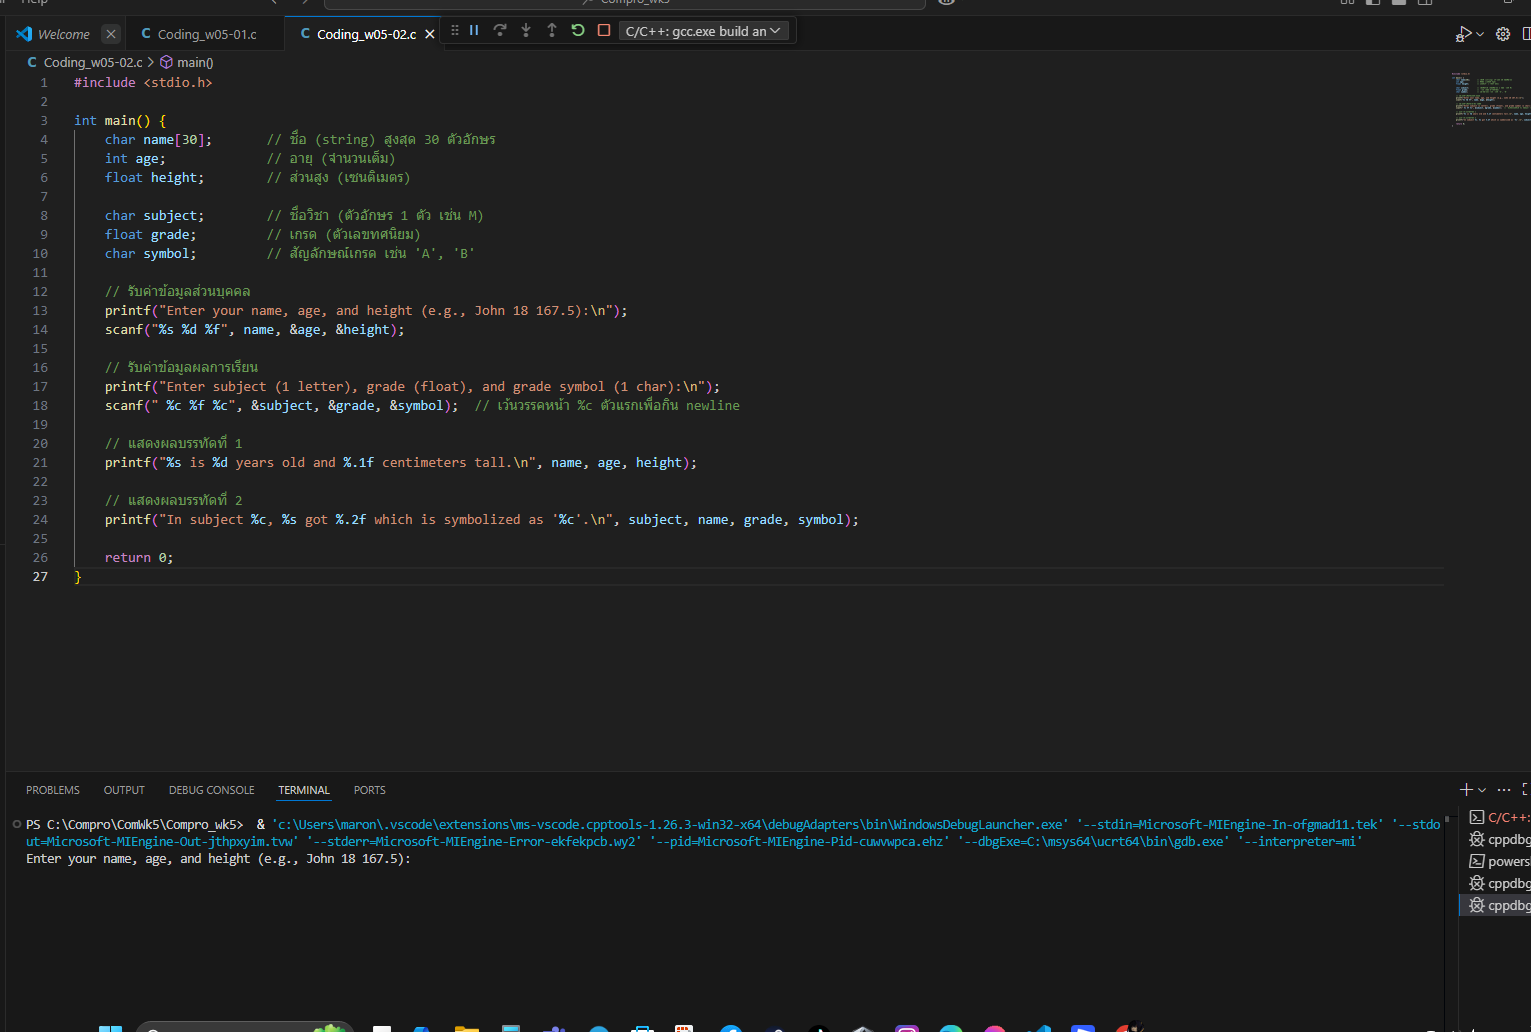 Help
Compro_wk5
Welcome
Coding_w05-01.c
Coding_w05-02.c
C/C++: gcc.exe build an
Coding_w05-02.c > main()
1 #include <stdio.h>
2
3 int main() {
4 char name[30]; // ชื่อ (string) สูงสุด 30 ตัวอักษร
5 int age; // อายุ (จำนวนเต็ม)
6 float height; // ส่วนสูง (เซนติเมตร)
7
8 char subject; // ชื่อวิชา (ตัวอักษร 1 ตัว เช่น M)
9 float grade; // เกรด (ตัวเลขทศนิยม)
10 char symbol; // สัญลักษณ์เกรด เช่น 'A', 'B'
11
12 // รับค่าข้อมูลส่วนบุคคล
13 printf("Enter your name, age, and height (e.g., John 18 167.5):\n");
14 scanf("%s %d %f", name, &age, &height);
15
16 // รับค่าข้อมูลผลการเรียน
17 printf("Enter subject (1 letter), grade (float), and grade symbol (1 char):\n");
18 scanf(" %c %f %c", &subject, &grade, &symbol); // เว้นวรรคหน้า %c ตัวแรกเพื่อกิน newline
19
20 // แสดงผลบรรทัดที่ 1
21 printf("%s is %d years old and %.1f centimeters tall.\n", name, age, height);
22
23 // แสดงผลบรรทัดที่ 2
24 printf("In subject %c, %s got %.2f which is symbolized as '%c'.\n", subject, name, grade, symbol);
25
26 return 0;
27 }
PROBLEMS OUTPUT DEBUG CONSOLE TERMINAL PORTS
PS C:\Compro\ComWk5\Compro_wk5> & 'c:\Users\maron\.vscode\extensions\ms-vscode.cpptools-1.26.3-win32-x64\debugAdapters\bin\WindowsDebugLauncher.exe' '--stdin=Microsoft-MIEngine-In-ofgmad11.tek' '--stdo
ut=Microsoft-MIEngine-Out-jthpxyim.tvw' '--stderr=Microsoft-MIEngine-Error-ekfekpcb.wy2' '--pid=Microsoft-MIEngine-Pid-cuwvwpca.ehz' '--dbgExe=C:\msys64\ucrt64\bin\gdb.exe' '--interpreter=mi'
Enter your name, age, and height (e.g., John 18 167.5):
C/C++:
cppdbg
powersh
cppdbg
cppdbg